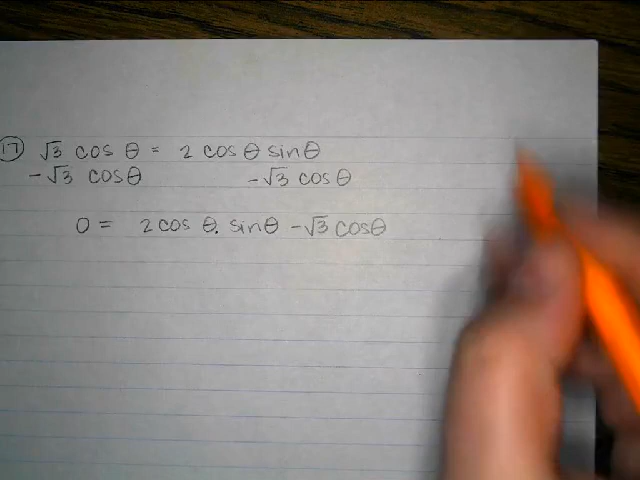 17 √3 cos θ = 2 cos θ sin θ
-√3 cos θ -√3 cos θ
0 = 2 cos θ. sin θ - √3 cos θ